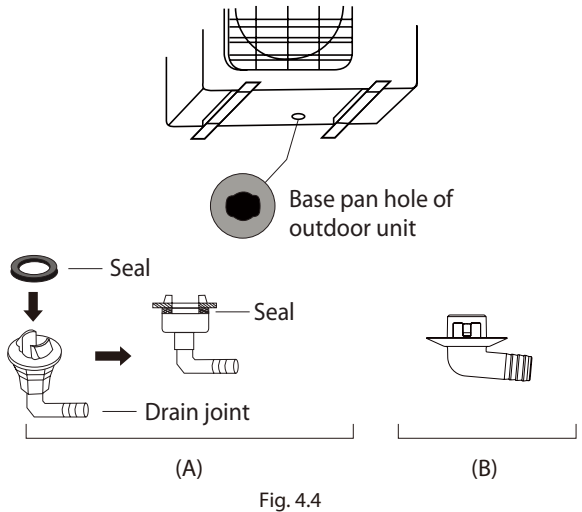 Base pan hole of
outdoor unit
Seal
Seal
Drain joint
(A)
(B)
Fig. 4.4